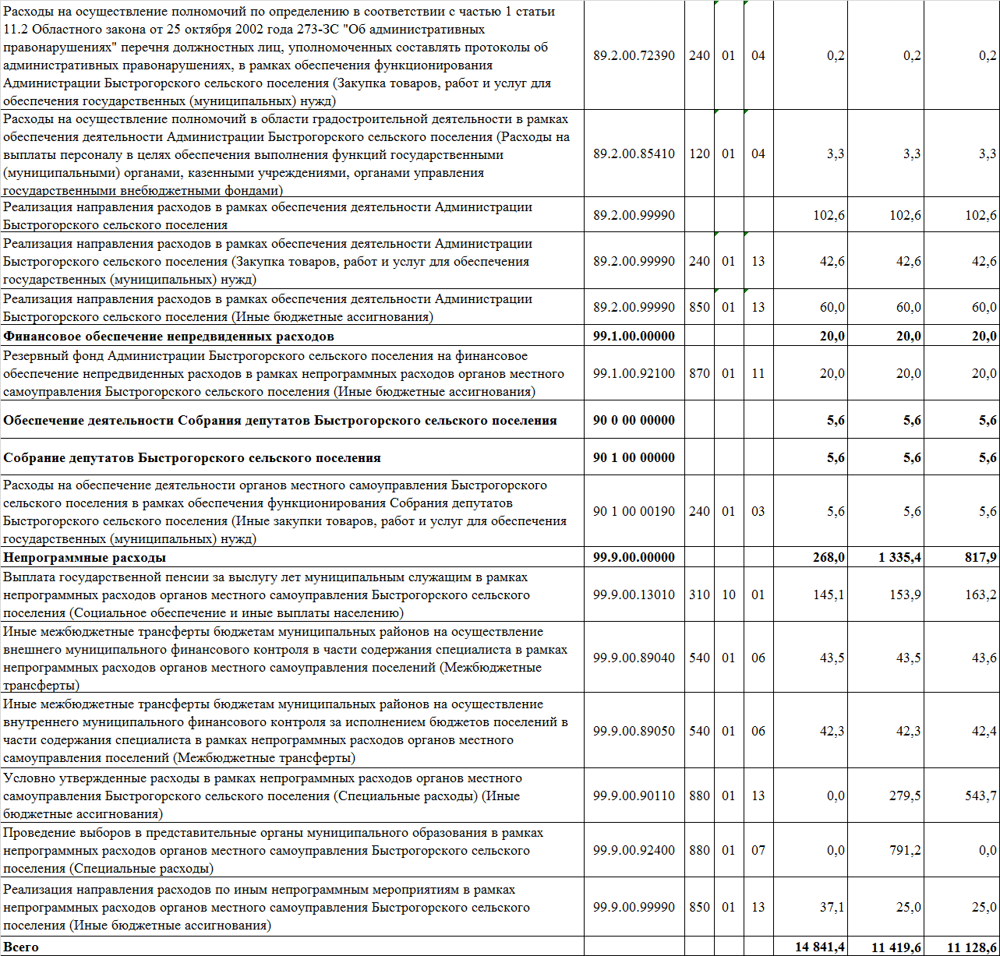 Расходы на осуществление полномочий по определению в соответствии с частью 1 статьи
11.2 Областного закона от 25 октября 2002 года 273-ЗС "Об административных
правонарушениях" перечня должностных лиц, уполномоченных составлять протоколы об
административных правонарушениях, в рамках обеспечения функционирования
Администрации Быстрогорского сельского поселения (Закупка товаров, работ и услуг для
обеспечения государственных (муниципальных) нужд)
89.2.00.72390 240 01 04 0,2 0,2 0,2
Расходы на осуществление полномочий в области градостроительной деятельности в рамках
обеспечения деятельности Администрации Быстрогорского сельского поселения (Расходы на
выплаты персоналу в целях обеспечения выполнения функций государственными
(муниципальными) органами, казенными учреждениями, органами управления
государственными внебюджетными фондами)
89.2.00.85410 120 01 04 3,3 3,3 3,3
Реализация направления расходов в рамках обеспечения деятельности Администрации
Быстрогорского сельского поселения
89.2.00.99990 102,6 102,6 102,6
Реализация направления расходов в рамках обеспечения деятельности Администрации
Быстрогорского сельского поселения (Закупка товаров, работ и услуг для обеспечения
государственных (муниципальных) нужд)
89.2.00.99990 240 01 13 42,6 42,6 42,6
Реализация направления расходов в рамках обеспечения деятельности Администрации
Быстрогорского сельского поселения (Иные бюджетные ассигнования)
89.2.00.99990 850 01 13 60,0 60,0 60,0
Финансовое обеспечение непредвиденных расходов 99.1.00.00000 20,0 20,0 20,0
Резервный фонд Администрации Быстрогорского сельского поселения на финансовое
обеспечение непредвиденных расходов в рамках непрограммных расходов органов местного
самоуправления Быстрогорского сельского поселения (Иные бюджетные ассигнования)
99.1.00.92100 870 01 11 20,0 20,0 20,0
Обеспечение деятельности Собрания депутатов Быстрогорского сельского поселения 90 0 00 00000 5,6 5,6 5,6
Собрание депутатов Быстрогорского сельского поселения 90 1 00 00000 5,6 5,6 5,6
Расходы на обеспечение деятельности органов местного самоуправления Быстрогорского
сельского поселения в рамках обеспечения функционирования Собрания депутатов
Быстрогорского сельского поселения (Иные закупки товаров, работ и услуг для обеспечения
государственных (муниципальных) нужд)
90 1 00 00190 240 01 03 5,6 5,6 5,6
Непрограммные расходы 99.9.00.00000 268,0 1 335,4 817,9
Выплата государственной пенсии за выслугу лет муниципальным служащим в рамках
непрограммных расходов органов местного самоуправления Быстрогорского сельского
поселения (Социальное обеспечение и иные выплаты населению)
99.9.00.13010 310 10 01 145,1 153,9 163,2
Иные межбюджетные трансферты бюджетам муниципальных районов на осуществление
внешнего муниципального финансового контроля в части содержания специалиста в рамках
непрограммных расходов органов местного самоуправления поселений (Межбюджетные
трансферты)
99.9.00.89040 540 01 06 43,5 43,5 43,6
Иные межбюджетные трансферты бюджетам муниципальных районов на осуществление
внутреннего муниципального финансового контроля за исполнением бюджетов поселений в
части содержания специалиста в рамках непрограммных расходов органов местного
самоуправления поселений (Межбюджетные трансферты)
99.9.00.89050 540 01 06 42,3 42,3 42,4
Условно утвержденные расходы в рамках непрограммных расходов органов местного
самоуправления Быстрогорского сельского поселения (Специальные расходы) (Иные
бюджетные ассигнования)
99.9.00.90110 880 01 13 0,0 279,5 543,7
Проведение выборов в представительные органы муниципального образования в рамках
непрограммных расходов органов местного самоуправления Быстрогорского сельского
поселения (Специальные расходы)
99.9.00.92400 880 01 07 0,0 791,2 0,0
Реализация направления расходов по иным непрограммным мероприятиям в рамках
непрограммных расходов органов местного самоуправления Быстрогорского сельского
поселения (Иные бюджетные ассигнования)
99.9.00.99990 850 01 13 37,1 25,0 25,0
Всего 14 841,4 11 419,6 11 128,6